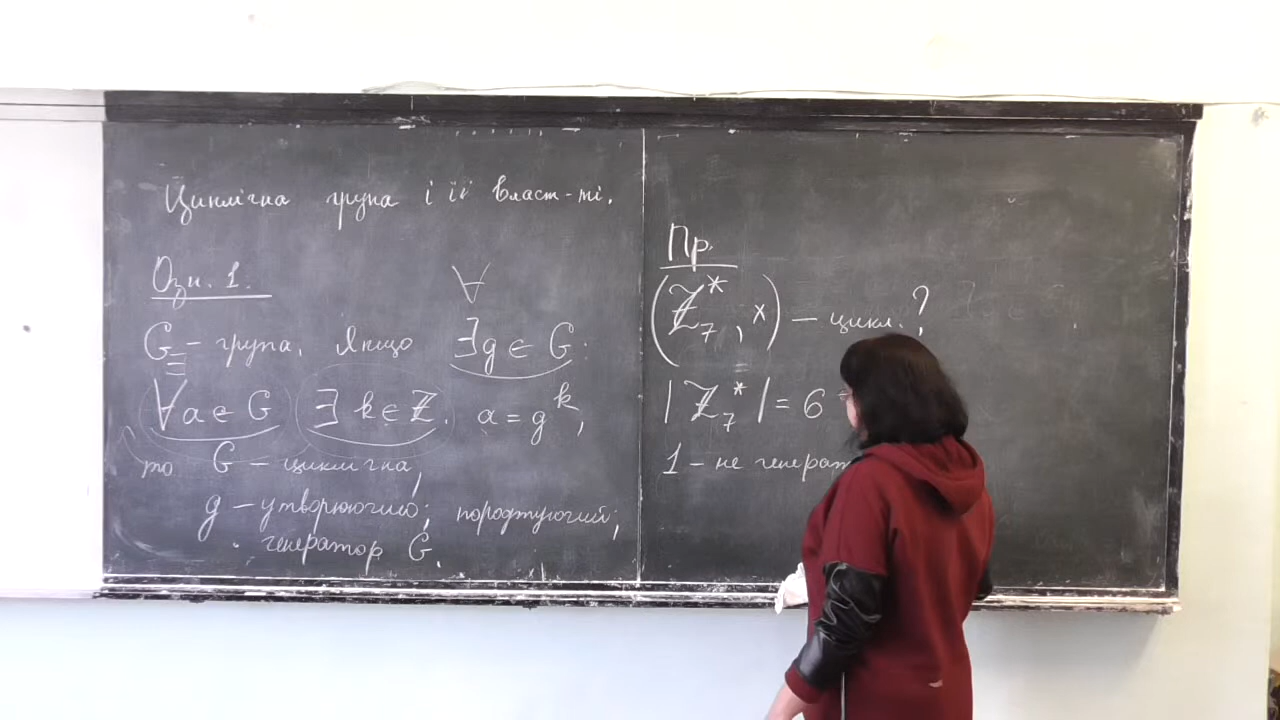 Циклічна група і її власт-ті.
Озн. 1.
∀
G – група. Якщо ∃g ∈ G:
∀a ∈ G ∃ k ∈ ℤ. a = g^k,
то G – циклічна,
g – утворюючий; породжуючий;
генератор G.
Пр.
(ℤ₇*, ×) – цикл.?
|ℤ₇*| = 6
1 – не генерат